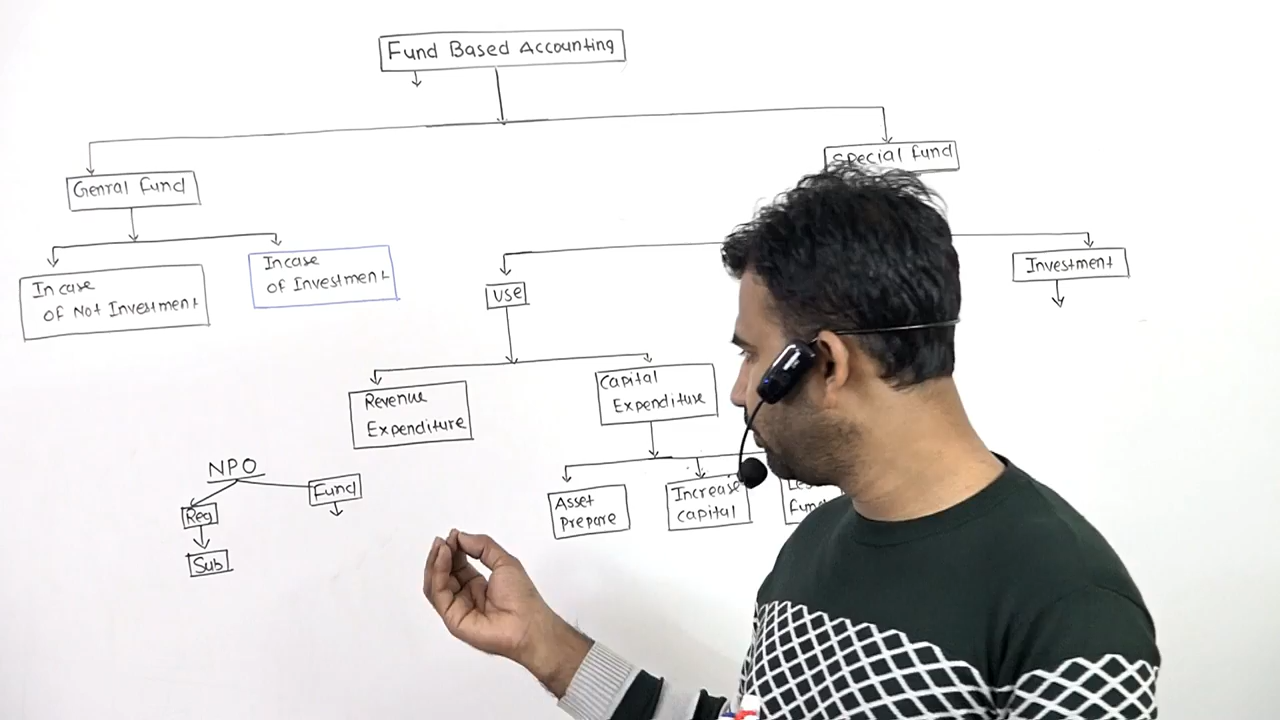 Fund Based Accounting
Genral Fund
Special Fund
In case
of Not Investment
Incase
of Investment
USE
Investment
Revenue
Expenditure
Capital
Expenditure
NPO
Reg
Fund
Sub
Asset
Prepare
Increase
Capital